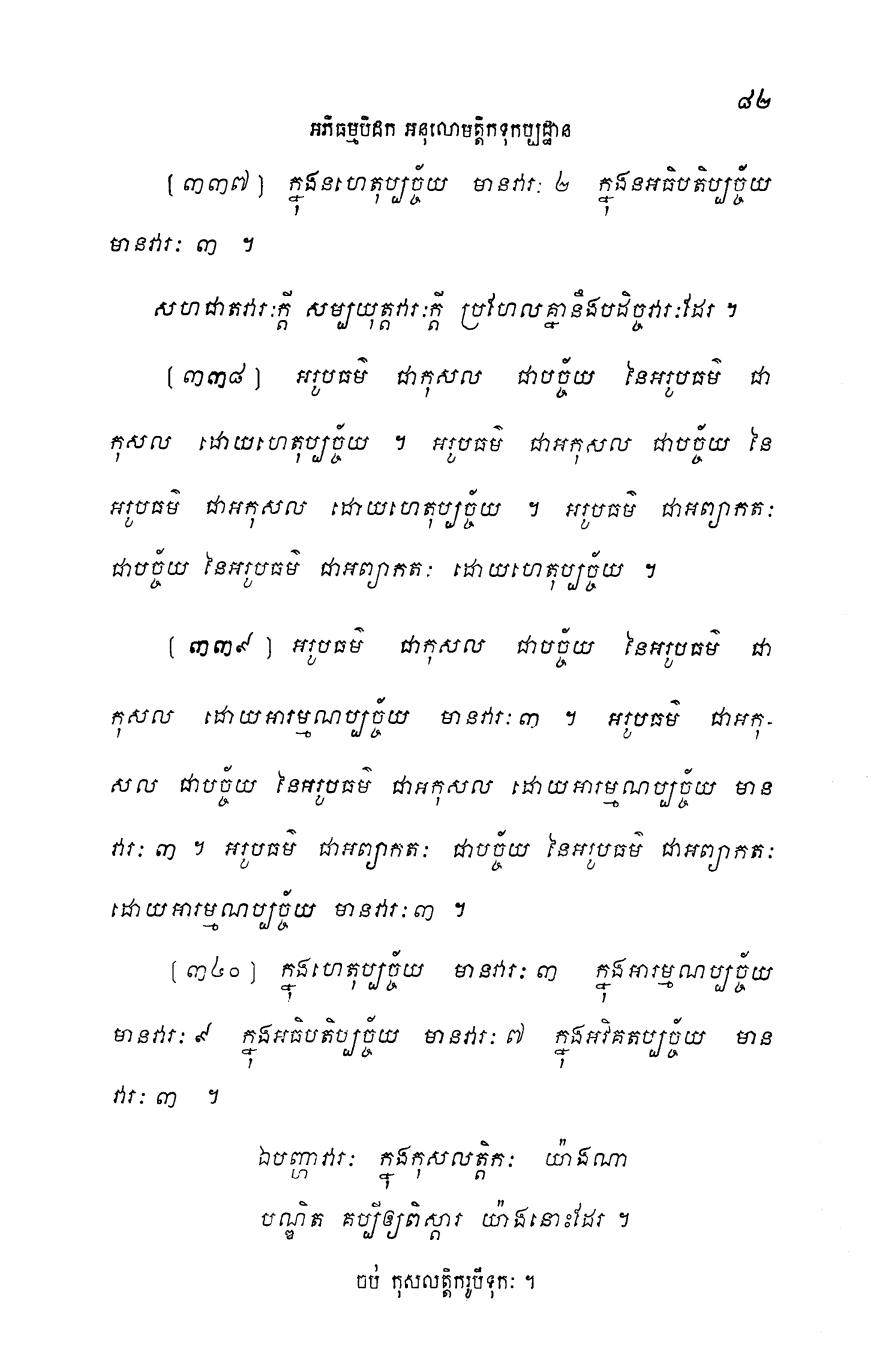 ៨២
អភិធម្មបិដក អនុលោមត្តិកទុកប្បដ្ឋាន
[៣៣៧] ក្នុងនហេតុប្បច្ច័យ មានវារៈ ២ ក្នុងនអធិបតិប្បច្ច័យ
មានវារៈ ៣ ។
សហជាតវារៈក្តី សម្បយុត្តវារៈក្តី ប្រហែលគ្នានឹងបដិច្ចវារៈដែរ ។
[៣៣៨] អរូបធម៌ ជាកុសល ជាបច្ច័យ នៃអរូបធម៌ ជា
កុសល ដោយហេតុប្បច្ច័យ ។ អរូបធម៌ ជាអកុសល ជាបច្ច័យ នៃ
អរូបធម៌ ជាអកុសល ដោយហេតុប្បច្ច័យ ។ អរូបធម៌ ជាអព្យាកតៈ
ជាបច្ច័យ នៃអរូបធម៌ ជាអព្យាកតៈ ដោយហេតុប្បច្ច័យ ។
[៣៣៩] អរូបធម៌ ជាកុសល ជាបច្ច័យ នៃអរូបធម៌ ជា
កុសល ដោយអារម្មណប្បច្ច័យ មានវារៈ ៣ ។ អរូបធម៌ ជាអកុ-
សល ជាបច្ច័យ នៃអរូបធម៌ ជាអកុសល ដោយអារម្មណប្បច្ច័យ មាន
វារៈ ៣ ។ អរូបធម៌ ជាអព្យាកតៈ ជាបច្ច័យ នៃអរូបធម៌ ជាអព្យាកតៈ
ដោយអារម្មណប្បច្ច័យ មានវារៈ ៣ ។
[៣៤០] ក្នុងហេតុប្បច្ច័យ មានវារៈ ៣ ក្នុងអារម្មណប្បច្ច័យ
មានវារៈ ៩ ក្នុងអធិបតិប្បច្ច័យ មានវារៈ ៧ ក្នុងអវិគតប្បច្ច័យ មាន
វារៈ ៣ ។
ឯបញ្ហាវារៈ ក្នុងកុសលត្តិកៈ យ៉ាងណា
បណ្ឌិត គប្បីឲ្យពិស្តារ យ៉ាងនោះដែរ ។
ចប់ កុសលត្តិករូបីទុកៈ ។